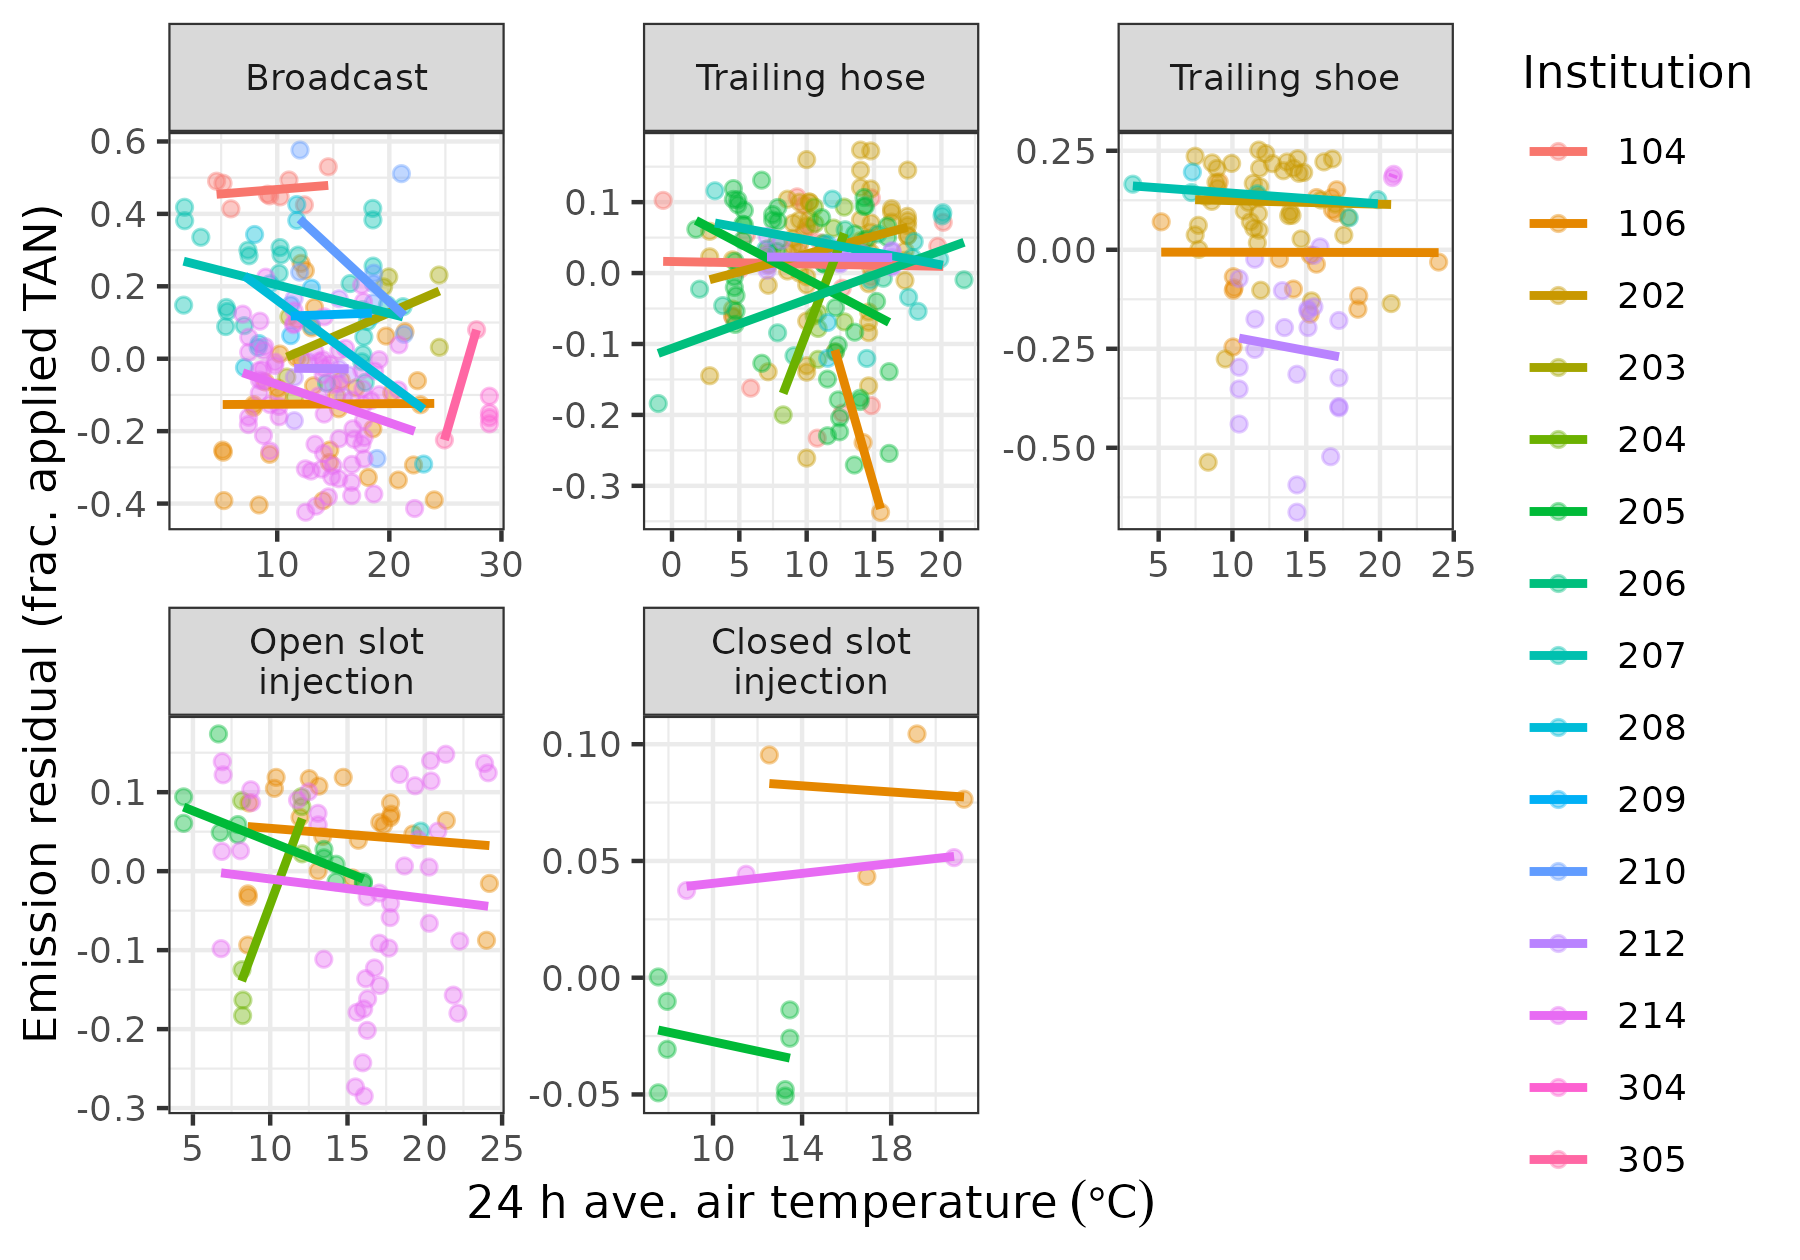 Broadcast
Trailing hose
Trailing shoe
Institution
104
106
202
203
204
205
206
207
208
209
210
212
214
304
305
0.6
0.4
0.2
0.0
-0.2
-0.4
10 20 30
0.1
0.0
-0.1
-0.2
-0.3
0 5 10 15 20
0.25
0.00
-0.25
-0.50
5 10 15 20 25
Open slot
injection
Closed slot
injection
0.1
0.0
-0.1
-0.2
-0.3
5 10 15 20 25
0.10
0.05
0.00
-0.05
10 14 18
Emission residual (frac. applied TAN)
24 h ave. air temperature (°C)